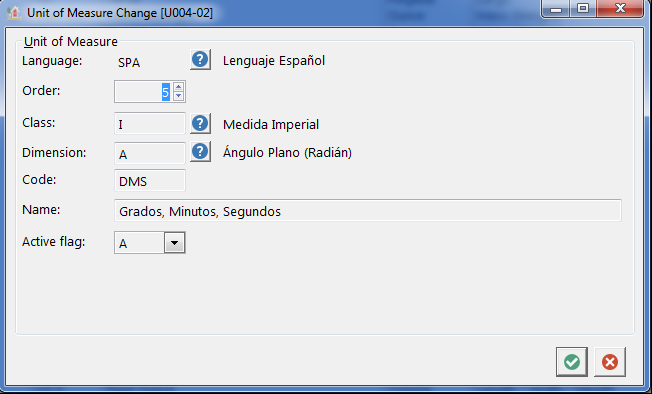 Unit of Measure Change [U004-02]
Unit of Measure
Language: SPA ? Lenguaje Español
Order: 5
Class: I ? Medida Imperial
Dimension: A ? Ángulo Plano (Radián)
Code: DMS
Name: Grados, Minutos, Segundos
Active flag: A